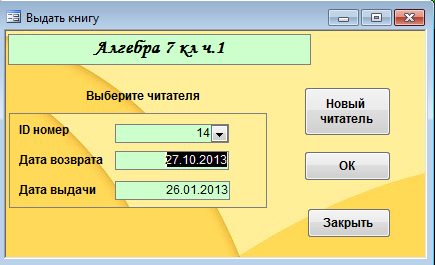 Выдать книгу
Алгебра 7 кл ч.1
Выберите читателя
Новый
читатель
ID номер 14
Дата возврата 27.10.2013
ОК
Дата выдачи 26.01.2013
Закрыть